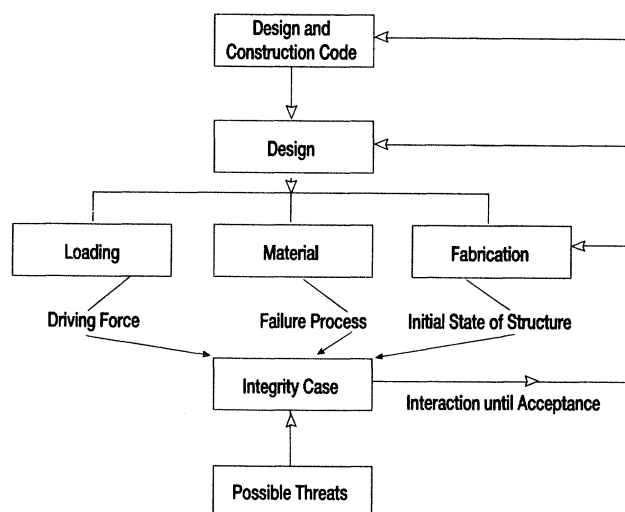 Design and
Construction Code
Design
Loading
Material
Fabrication
Driving Force
Failure Process
Initial State of Structure
Integrity Case
Interaction until Acceptance
Possible Threats